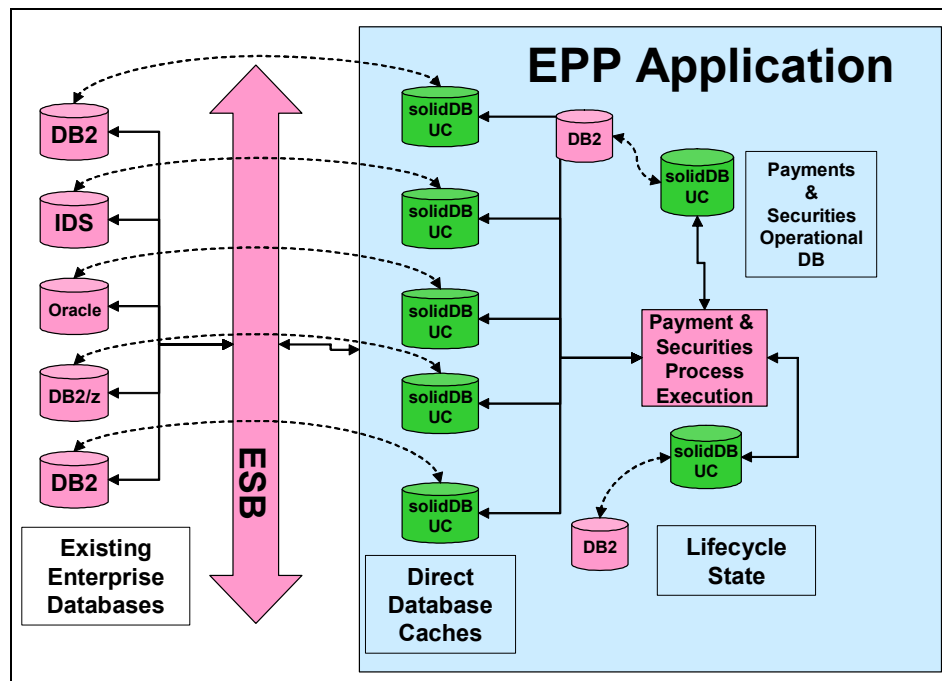 EPP Application
DB2
IDS
Oracle
DB2/z
DB2
Existing
Enterprise
Databases
ESB
solidDB
UC
solidDB
UC
solidDB
UC
solidDB
UC
solidDB
UC
Direct
Database
Caches
DB2
solidDB
UC
Payments
&
Securities
Operational
DB
Payment &
Securities
Process
Execution
solidDB
UC
DB2
Lifecycle
State